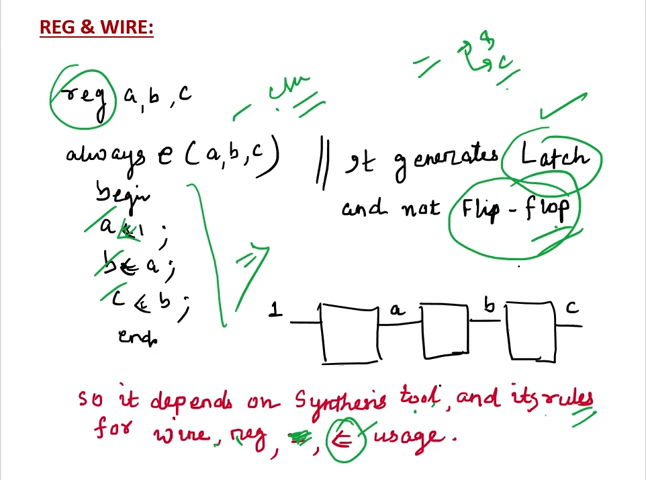 REG & WIRE:
reg a, b, c
always @ (a, b, c) || It generates Latch
and not Flip-flop
begin
a <= 1;
b <= a;
c <= b;
end
1 a b c
So it depends on Synthesis tool, and its rules
for wire, reg, =, <= usage.